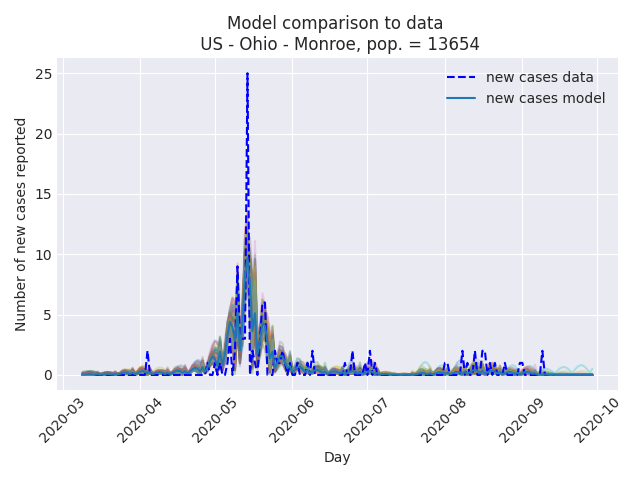 Model comparison to data
US - Ohio - Monroe, pop. = 13654
new cases data
new cases model
Number of new cases reported
25
20
15
10
5
0
2020-03
2020-04
2020-05
2020-06
2020-07
2020-08
2020-09
2020-10
Day